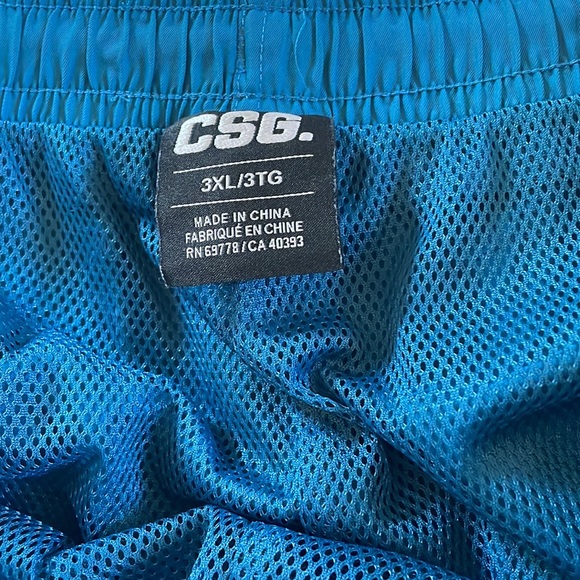 CSG.
3XL/3TG
MADE IN CHINA
FABRIQUÉ EN CHINE
RN 69778 / CA 40393